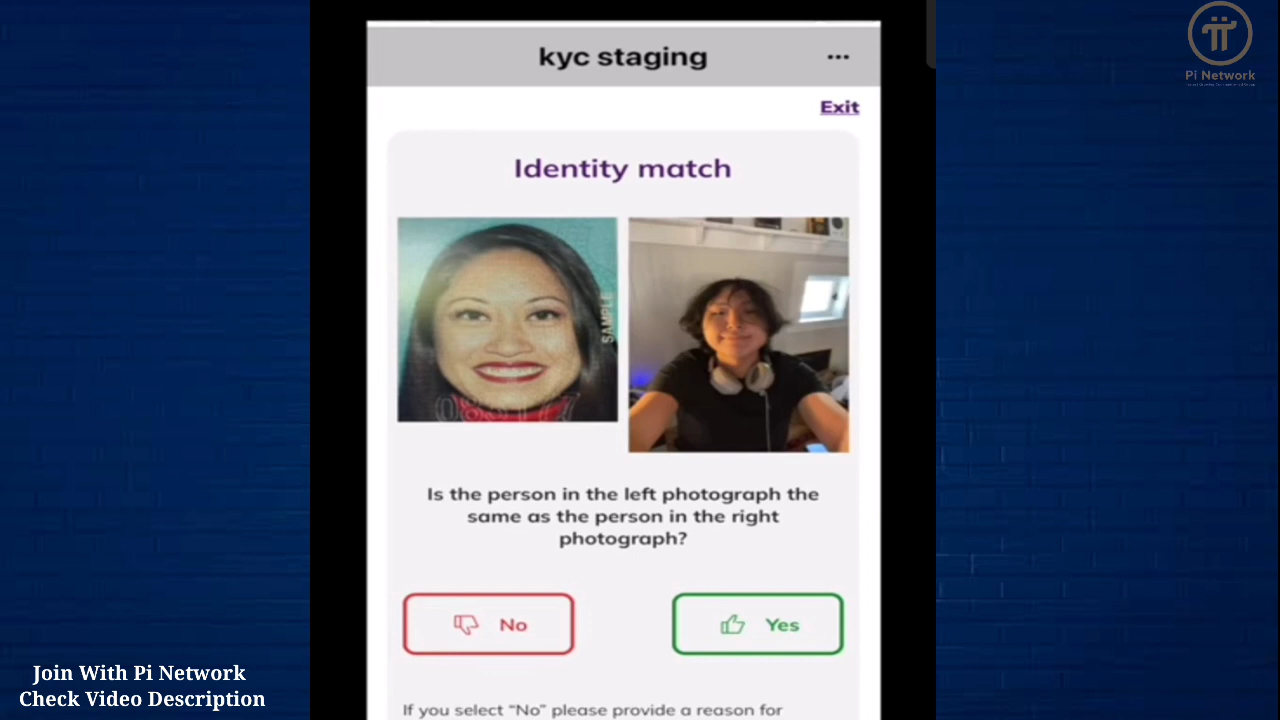 kyc staging
Exit
Identity match
SAMPLE
Is the person in the left photograph the
same as the person in the right
photograph?
No
Yes
If you select “No” please provide a reason for
Pi Network
Join With Pi Network
Check Video Description